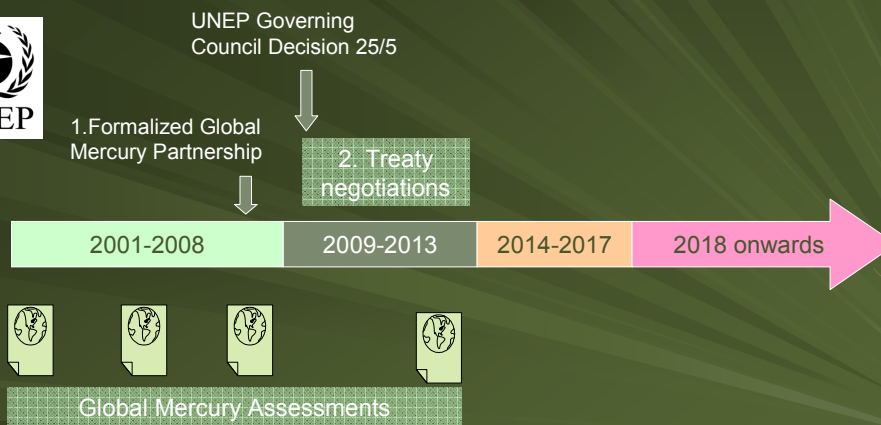 UNEP Governing
Council Decision 25/5
EP
1.Formalized Global
Mercury Partnership
2. Treaty
negotiations
2001-2008
2009-2013
2014-2017
2018 onwards
Global Mercury Assessments